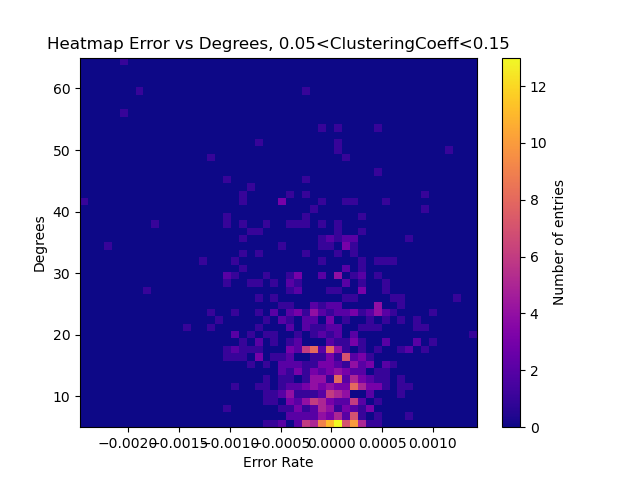 Heatmap Error vs Degrees, 0.05<ClusteringCoeff<0.15
60
50
40
30
20
10
Degrees
−0.0020 −0.0015 −0.0010 −0.0005 0.0000 0.0005 0.0010
Error Rate
12
10
8
6
4
2
0
Number of entries